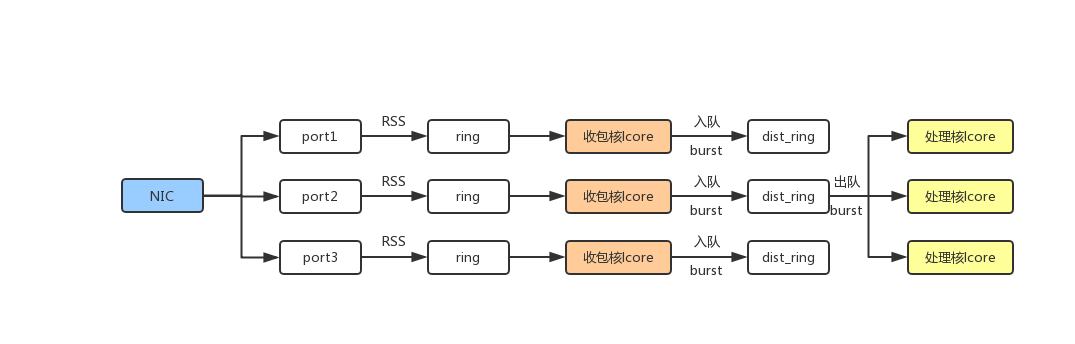 RSS
入队
port1
ring
收包核lcore
dist_ring
处理核lcore
burst
RSS
入队
出队
NIC
port2
ring
收包核lcore
dist_ring
处理核lcore
burst
burst
RSS
入队
port3
ring
收包核lcore
dist_ring
处理核lcore
burst